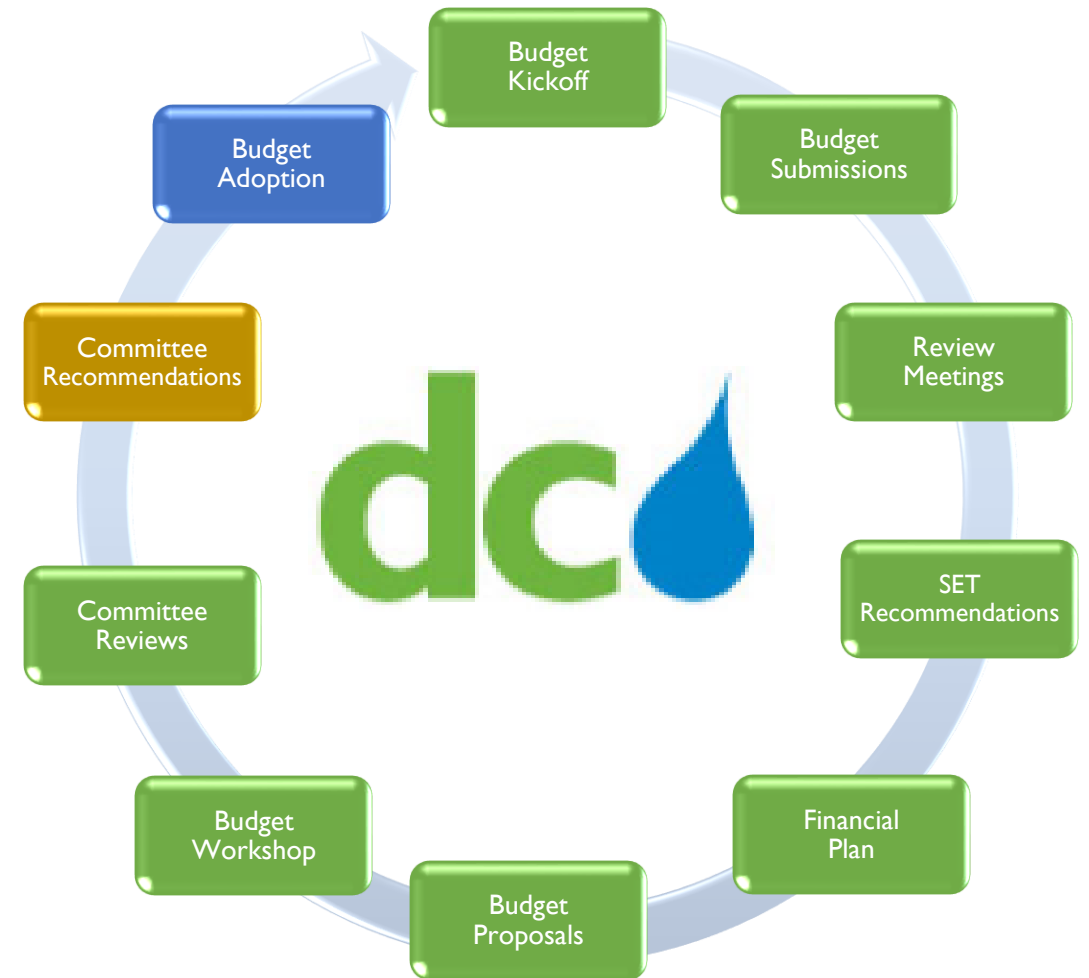 Budget
Kickoff
Budget
Submissions
Review
Meetings
SET
Recommendations
Financial
Plan
Budget
Proposals
Budget
Workshop
Committee
Reviews
Committee
Recommendations
Budget
Adoption
dc